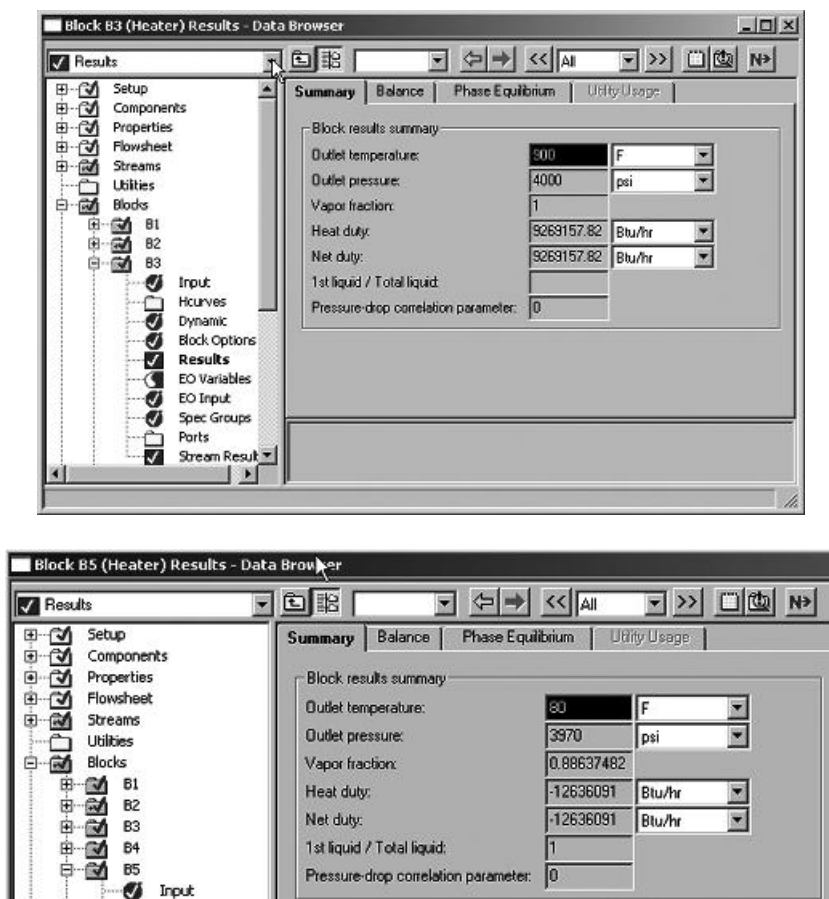 Block B3 (Heater) Results - Data Browser
Results
All
N>
Setup
Components
Properties
Flowsheet
Streams
Utilities
Blocks
B1
B2
B3
Input
Hcurves
Dynamic
Block Options
Results
EO Variables
EO Input
Spec Groups
Ports
Stream Result
Summary Balance Phase Equilibrium Utility Usage
Block results summary
Outlet temperature: 900 F
Outlet pressure: 4000 psi
Vapor fraction: 1
Heat duty: 9269157.82 Btu/hr
Net duty: 9269157.82 Btu/hr
1st liquid / Total liquid:
Pressure-drop correlation parameter: 0
Block B5 (Heater) Results - Data Browser
Results
All
N>
Setup
Components
Properties
Flowsheet
Streams
Utilities
Blocks
B1
B2
B3
B4
B5
Input
Summary Balance Phase Equilibrium Utility Usage
Block results summary
Outlet temperature: 80 F
Outlet pressure: 3970 psi
Vapor fraction: 0.88637482
Heat duty: -12636091 Btu/hr
Net duty: -12636091 Btu/hr
1st liquid / Total liquid: 1
Pressure-drop correlation parameter: 0